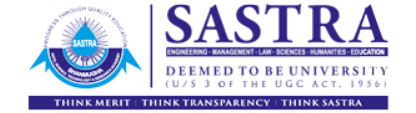 PROGRESS THROUGH QUALITY EDUCATION
SASTRA
SHANMUGHA
SASTRA
ENGINEERING · MANAGEMENT · LAW · SCIENCES · HUMANITIES · EDUCATION
DEEMED TO BE UNIVERSITY
(U/S 3 OF THE UGC ACT, 1956)
THINK MERIT | THINK TRANSPARENCY | THINK SASTRA